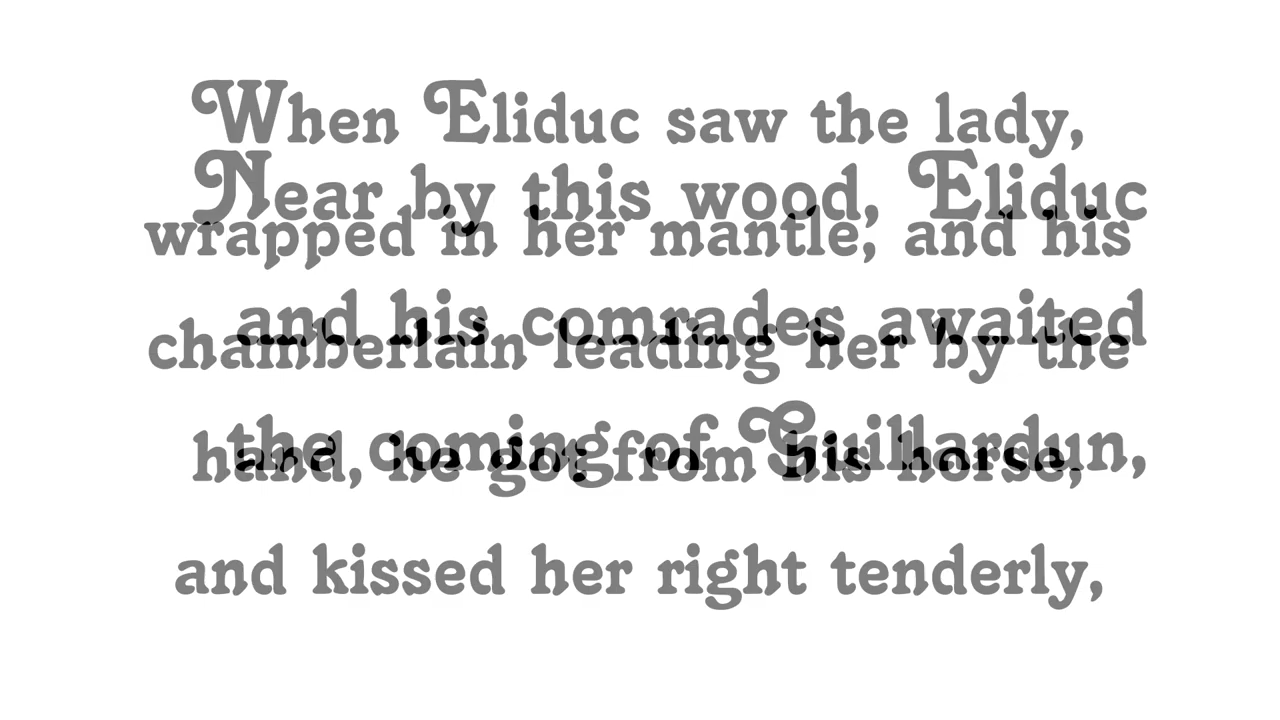 When Eliduc saw the lady,
Near by this wood, Eliduc
wrapped in her mantle, and his
and his comrades awaited
chamberlain leading her by the
the coming of Guillardun,
hand, he got from his horse,
and kissed her right tenderly,